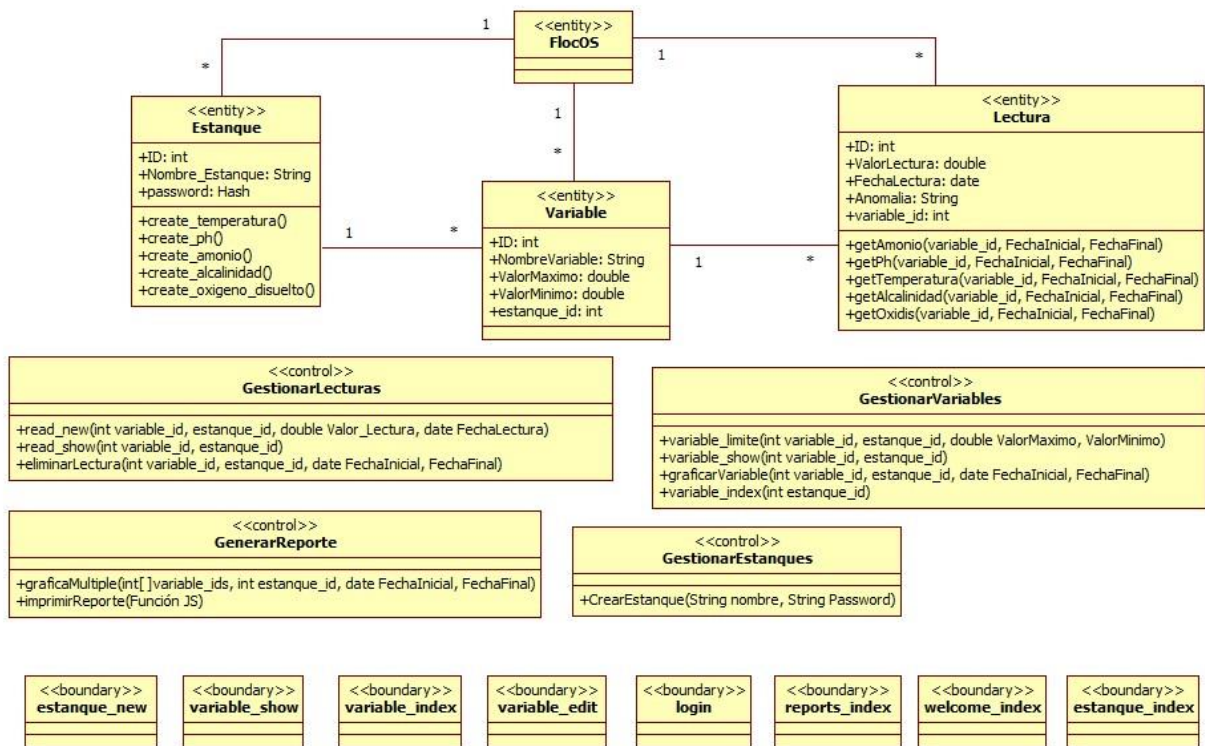 <<entity>>
FlocOS
1
*
1
*
1
*
<<entity>>
Estanque
+ID: int
+Nombre_Estanque: String
+password: Hash
+create_temperatura()
+create_ph()
+create_amonio()
+create_alcalinidad()
+create_oxigeno_disuelto()
1
*
<<entity>>
Variable
+ID: int
+NombreVariable: String
+ValorMaximo: double
+ValorMinimo: double
+estanque_id: int
1
*
<<entity>>
Lectura
+ID: int
+ValorLectura: double
+FechaLectura: date
+Anomalia: String
+variable_id: int
+getAmonio(variable_id, FechaInicial, FechaFinal)
+getPh(variable_id, FechaInicial, FechaFinal)
+getTemperatura(variable_id, FechaInicial, FechaFinal)
+getAlcalinidad(variable_id, FechaInicial, FechaFinal)
+getOxidis(variable_id, FechaInicial, FechaFinal)
<<control>>
GestionarLecturas
+read_new(int variable_id, estanque_id, double Valor_Lectura, date FechaLectura)
+read_show(int variable_id, estanque_id)
+eliminarLectura(int variable_id, estanque_id, date FechaInicial, FechaFinal)
<<control>>
GestionarVariables
+variable_limite(int variable_id, estanque_id, double ValorMaximo, ValorMinimo)
+variable_show(int variable_id, estanque_id)
+graficarVariable(int variable_id, estanque_id, date FechaInicial, FechaFinal)
+variable_index(int estanque_id)
<<control>>
GenerarReporte
+graficaMultiple(int[ ]variable_ids, int estanque_id, date FechaInicial, FechaFinal)
+imprimirReporte(Función JS)
<<control>>
GestionarEstanques
+CrearEstanque(String nombre, String Password)
<<boundary>>
estanque_new
<<boundary>>
variable_show
<<boundary>>
variable_index
<<boundary>>
variable_edit
<<boundary>>
login
<<boundary>>
reports_index
<<boundary>>
welcome_index
<<boundary>>
estanque_index